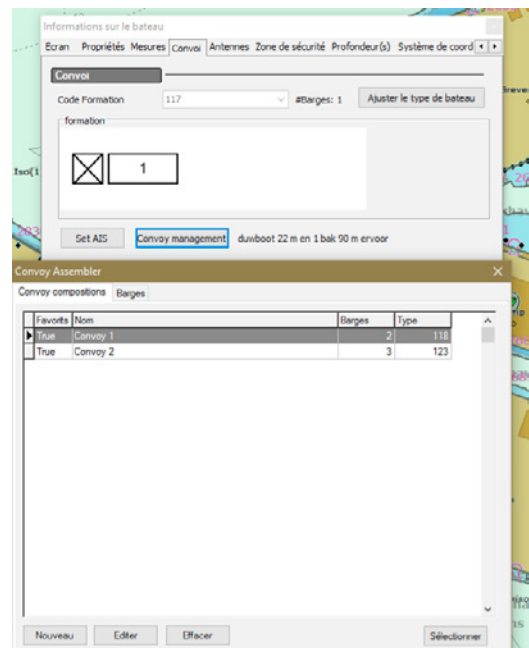 Informations sur le bateau
Ecran Propriétés Mesures Convoi Antennes Zone de sécurité Profondeur(s) Système de coord
Convoi
Code Formation 117 #Barges: 1 Ajuster le type de bateau
formation
1
Set AIS Convoy management duwboot 22 m en 1 bak 90 m ervoor
Convoy Assembler
Convoy compositions Barges
Favorits Nom Barges Type
True Convoy 1 2 118
True Convoy 2 3 123
Nouveau Editer Effacer Sélectionner